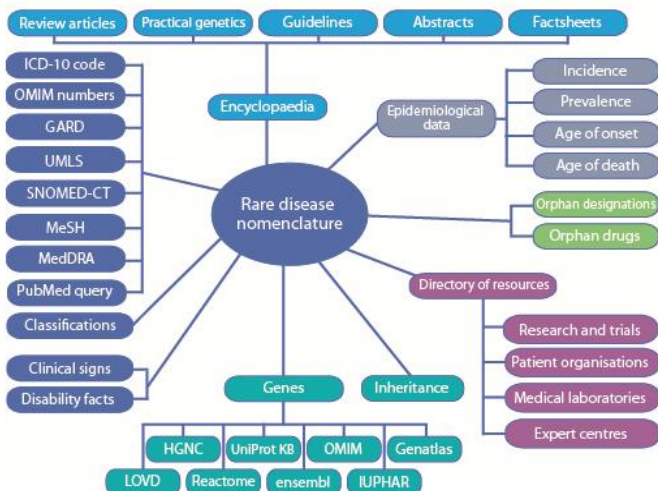 Review articles
Practical genetics
Guidelines
Abstracts
Factsheets
ICD-10 code
OMIM numbers
GARD
UMLS
SNOMED-CT
MeSH
MedDRA
PubMed query
Classifications
Clinical signs
Disability facts
Encyclopaedia
Epidemiological
data
Incidence
Prevalence
Age of onset
Age of death
Rare disease
nomenclature
Orphan designations
Orphan drugs
Directory of resources
Research and trials
Patient organisations
Medical laboratories
Expert centres
Genes
Inheritance
HGNC
UniProt KB
OMIM
Genatlas
LOVD
Reactome
ensembl
IUPHAR